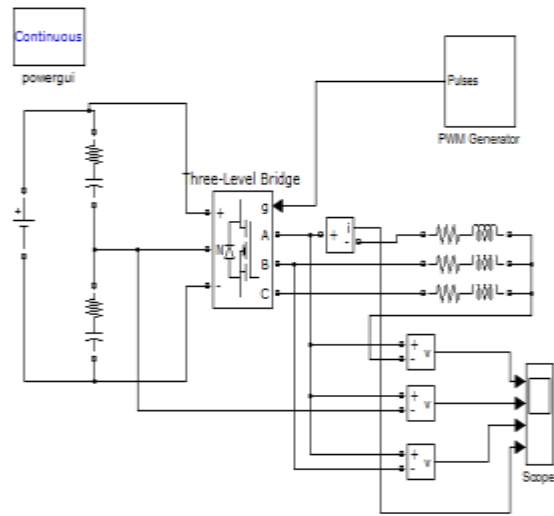 Continuous
powergui
Pulses
PWM Generator
Three-Level Bridge
+
g
A
N
B
-
C
+
i
-
+
-
v
+
-
v
+
-
v
+
Scope